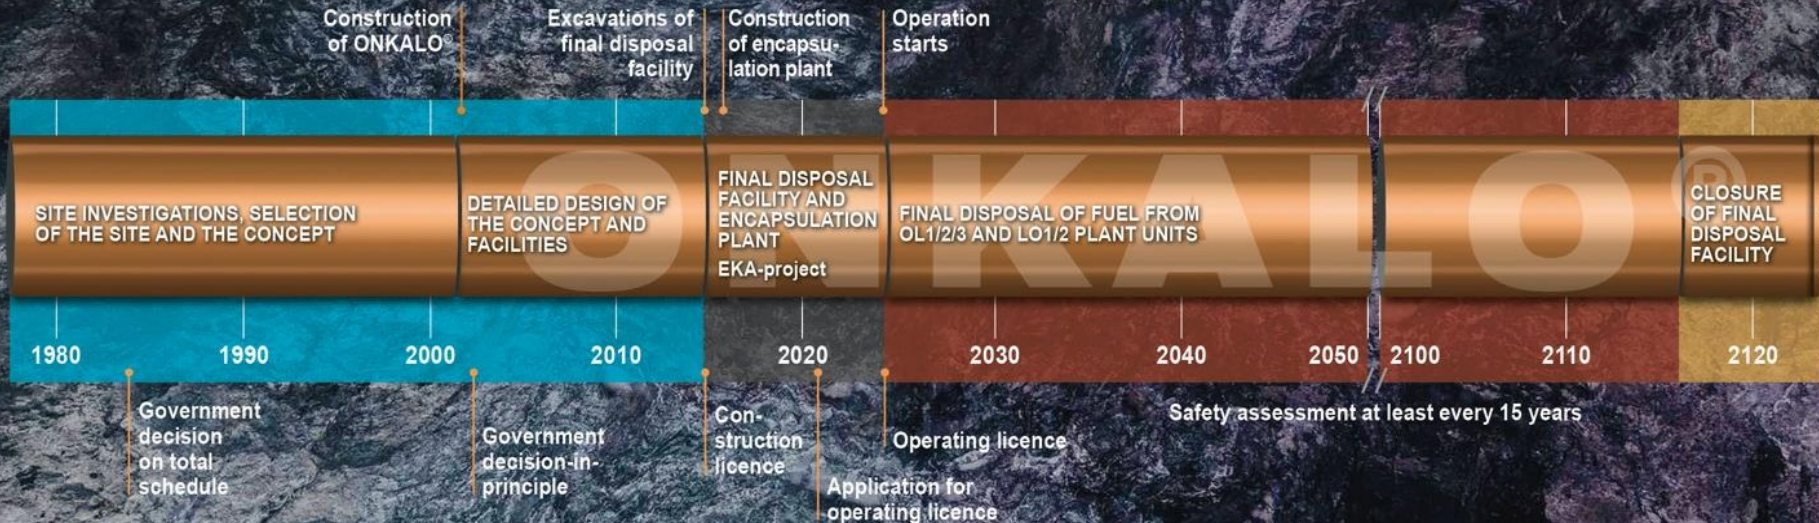 Construction
of ONKALO®
Excavations of
final disposal
facility
Construction
of encapsu-
lation plant
Operation
starts
ONKALO®
SITE INVESTIGATIONS, SELECTION
OF THE SITE AND THE CONCEPT
DETAILED DESIGN OF
THE CONCEPT AND
FACILITIES
FINAL DISPOSAL
FACILITY AND
ENCAPSULATION
PLANT
EKA-project
FINAL DISPOSAL OF FUEL FROM
OL1/2/3 AND LO1/2 PLANT UNITS
CLOSURE
OF FINAL
DISPOSAL
FACILITY
1980 1990 2000 2010 2020 2030 2040 2050 2100 2110 2120
Government
decision
on total
schedule
Government
decision-in-
principle
Con-
struction
licence
Application for
operating licence
Operating licence
Safety assessment at least every 15 years